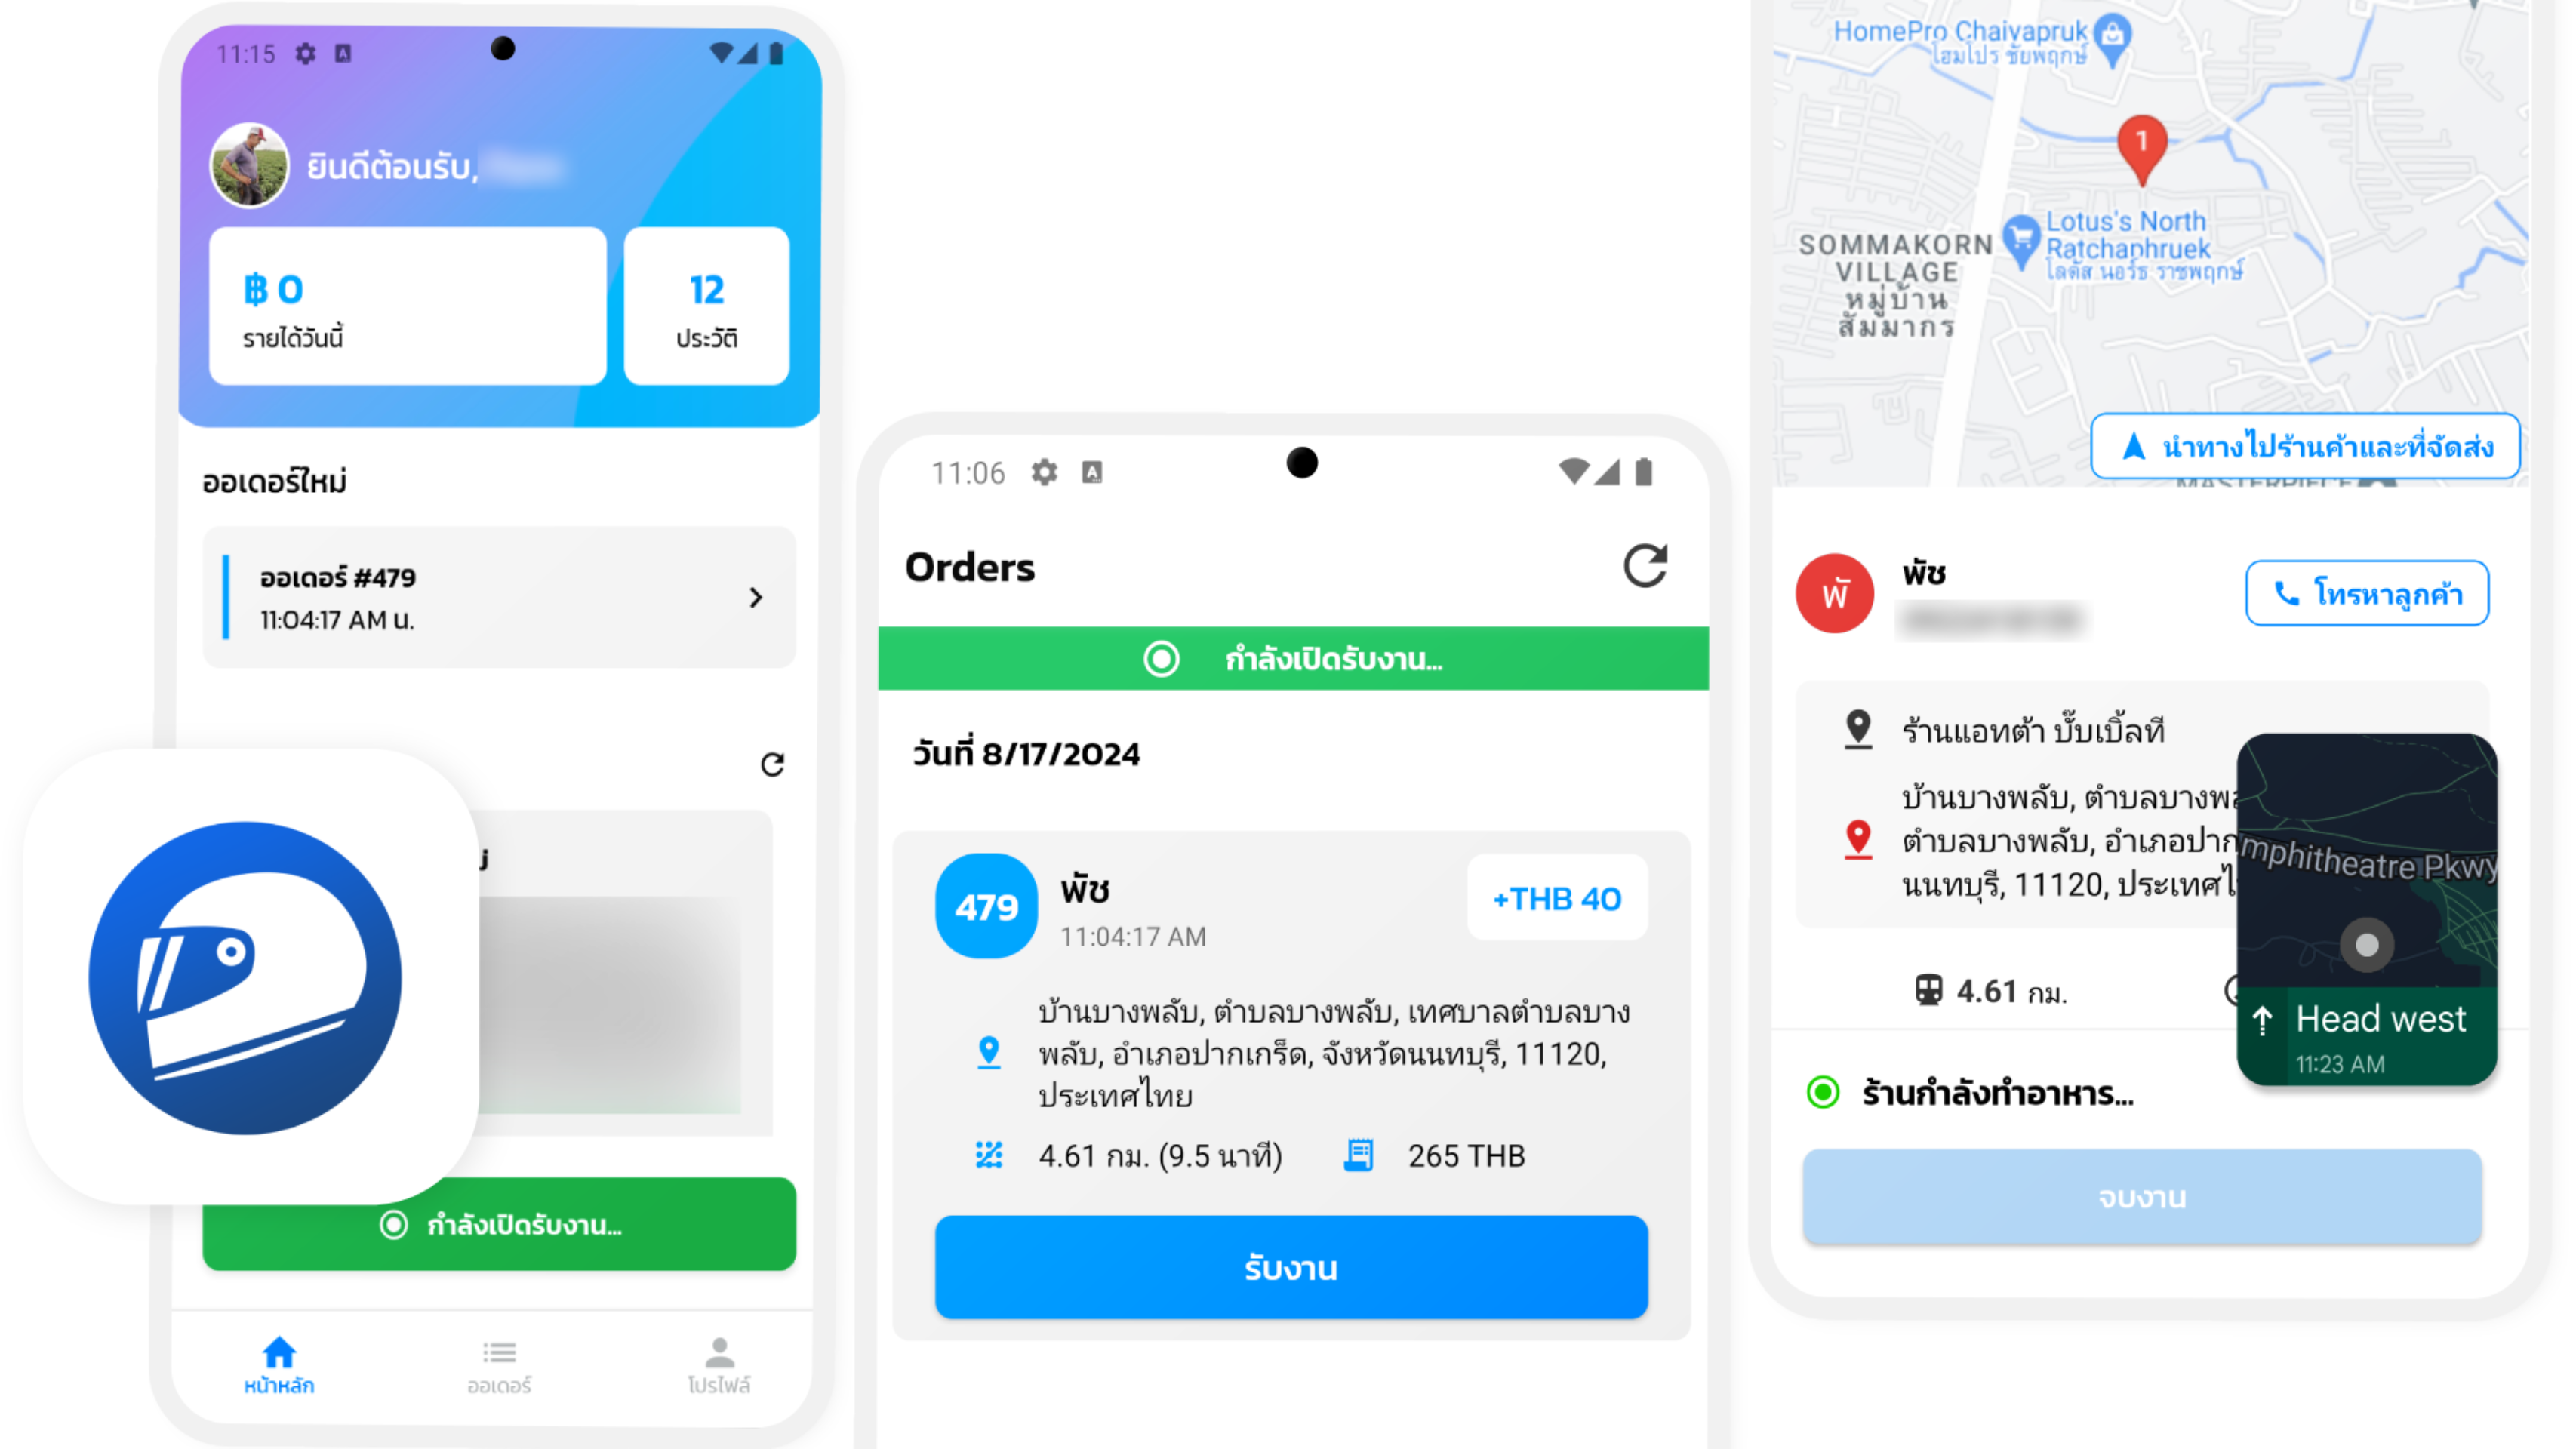 11:15
ยินดีต้อนรับ,
฿ 0
รายได้วันนี้
12
ประวัติ
ออเดอร์ใหม่
ออเดอร์ #479
11:04:17 AM น.
กำลังเปิดรับงาน...
หน้าหลัก
ออเดอร์
โปรไฟล์
11:06
Orders
กำลังเปิดรับงาน...
วันที่ 8/17/2024
479
พัช
11:04:17 AM
+THB 40
บ้านบางพลับ, ตำบลบางพลับ, เทศบาลตำบลบาง
พลับ, อำเภอปากเกร็ด, จังหวัดนนทบุรี, 11120,
ประเทศไทย
4.61 กม. (9.5 นาที)
265 THB
รับงาน
HomePro Chaivapruk
โฮมโปร ชัยพฤกษ์
1
Lotus's North
Ratchaphruek
โลตัส นอร์ธ ราชพฤกษ์
SOMMAKORN
VILLAGE
หมู่บ้าน
สัมมากร
นำทางไปร้านค้าและที่จัดส่ง
MASTERPIECE
พั
พัช
โทรหาลูกค้า
ร้านแอทต้า บั๊บเบิ้ลที
บ้านบางพลับ, ตำบลบางพล
ตำบลบางพลับ, อำเภอปาก
นนทบุรี, 11120, ประเทศไ
mphitheatre Pkwy
4.61 กม.
Head west
11:23 AM
ร้านกำลังทำอาหาร...
จบงาน